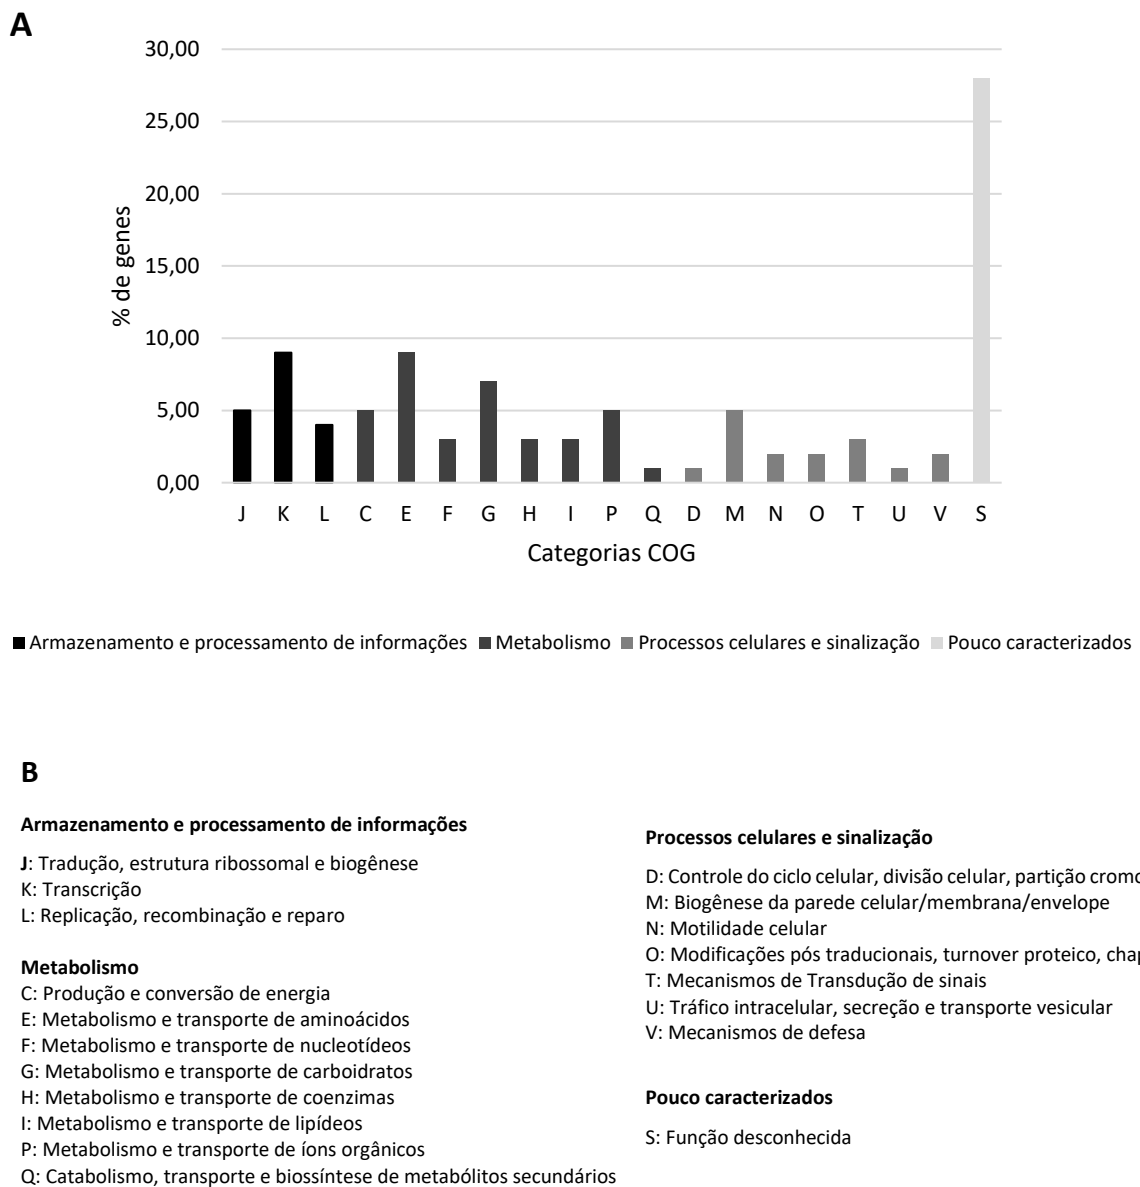 A
30,00
25,00
20,00
15,00
10,00
5,00
0,00
% de genes
J K L C E F G H I P Q D M N O T U V S
Categorias COG
Armazenamento e processamento de informações Metabolismo Processos celulares e sinalização Pouco caracterizados
B
Armazenamento e processamento de informações
J: Tradução, estrutura ribossomal e biogênese
K: Transcrição
L: Replicação, recombinação e reparo
Metabolismo
C: Produção e conversão de energia
E: Metabolismo e transporte de aminoácidos
F: Metabolismo e transporte de nucleotídeos
G: Metabolismo e transporte de carboidratos
H: Metabolismo e transporte de coenzimas
I: Metabolismo e transporte de lipídeos
P: Metabolismo e transporte de íons orgânicos
Q: Catabolismo, transporte e biossíntese de metabólitos secundários
Processos celulares e sinalização
D: Controle do ciclo celular, divisão celular, partição
M: Biogênese da parede celular/membrana/envelope
N: Motilidade celular
O: Modificações pós traducionais, turnover proteico,
T: Mecanismos de Transdução de sinais
U: Tráfico intracelular, secreção e transporte vesicular
V: Mecanismos de defesa
Pouco caracterizados
S: Função desconhecida